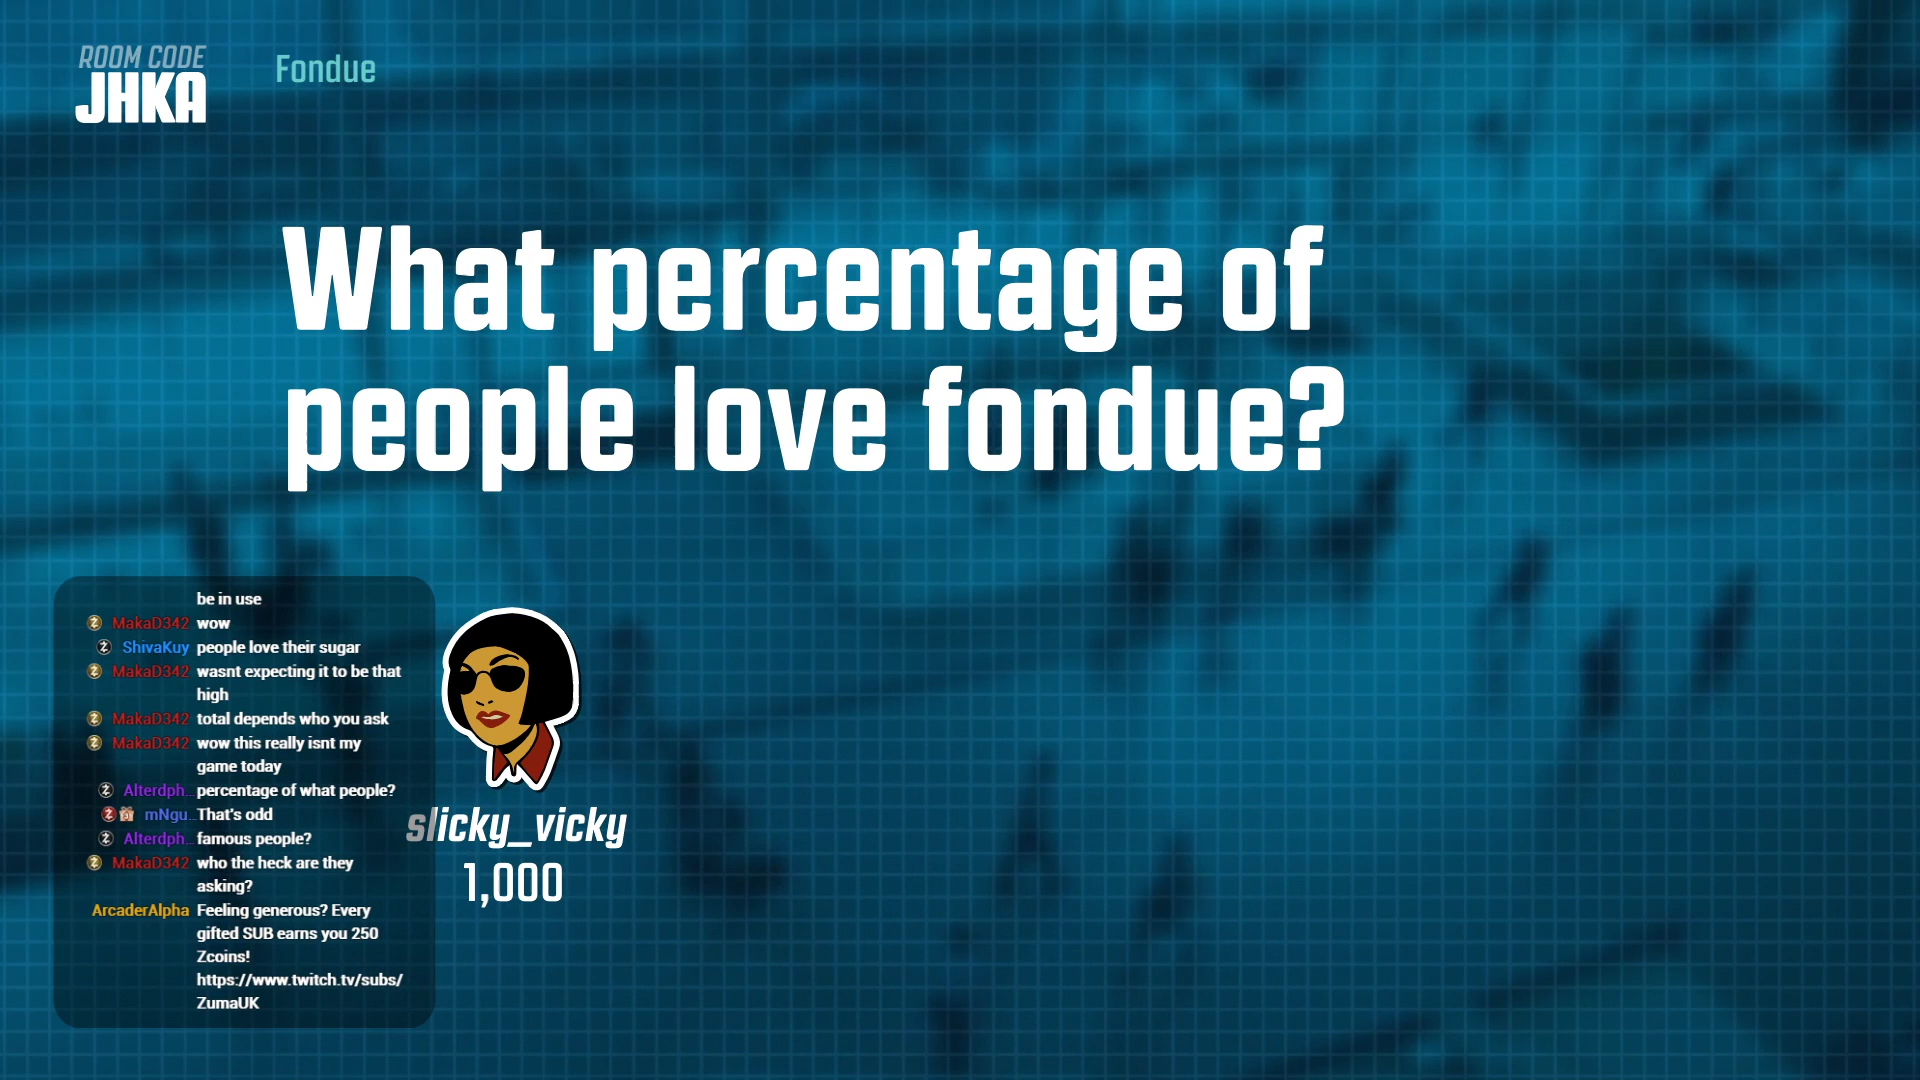 ROOM CODE
JHKA
Fondue
What percentage of
people love fondue?
be in use
MakaD342 wow
ShivaKuy people love their sugar
MakaD342 wasnt expecting it to be that
high
MakaD342 total depends who you ask
MakaD342 wow this really isnt my
game today
Alterdph... percentage of what people?
mNgu... That's odd
Alterdph... famous people?
MakaD342 who the heck are they
asking?
ArcaderAlpha Feeling generous? Every
gifted SUB earns you 250
Zcoins!
https://www.twitch.tv/subs/
ZumaUK
slicky_vicky
1,000